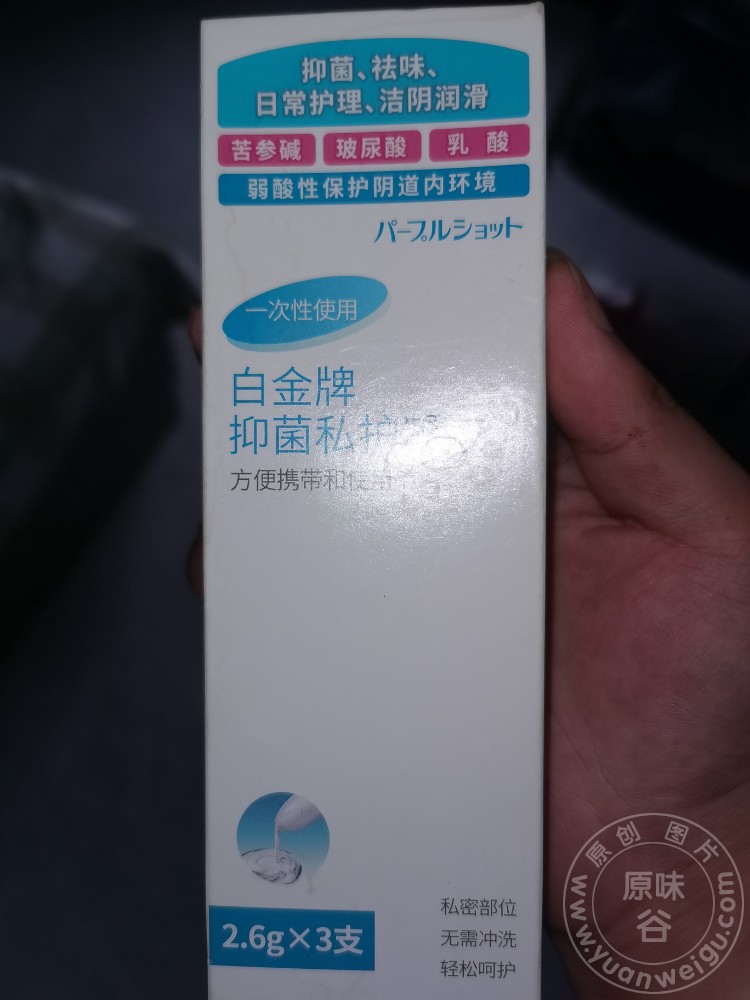 抑菌、祛味、
日常护理、洁阴润滑
苦参碱 玻尿酸 乳酸
弱酸性保护阴道内环境
パープルショット
一次性使用
白金牌
抑菌私护
方便携带和使用
2.6g×3支
私密部位
无需冲洗
轻松呵护
原创图片
原味谷
www.yuanweigu.com